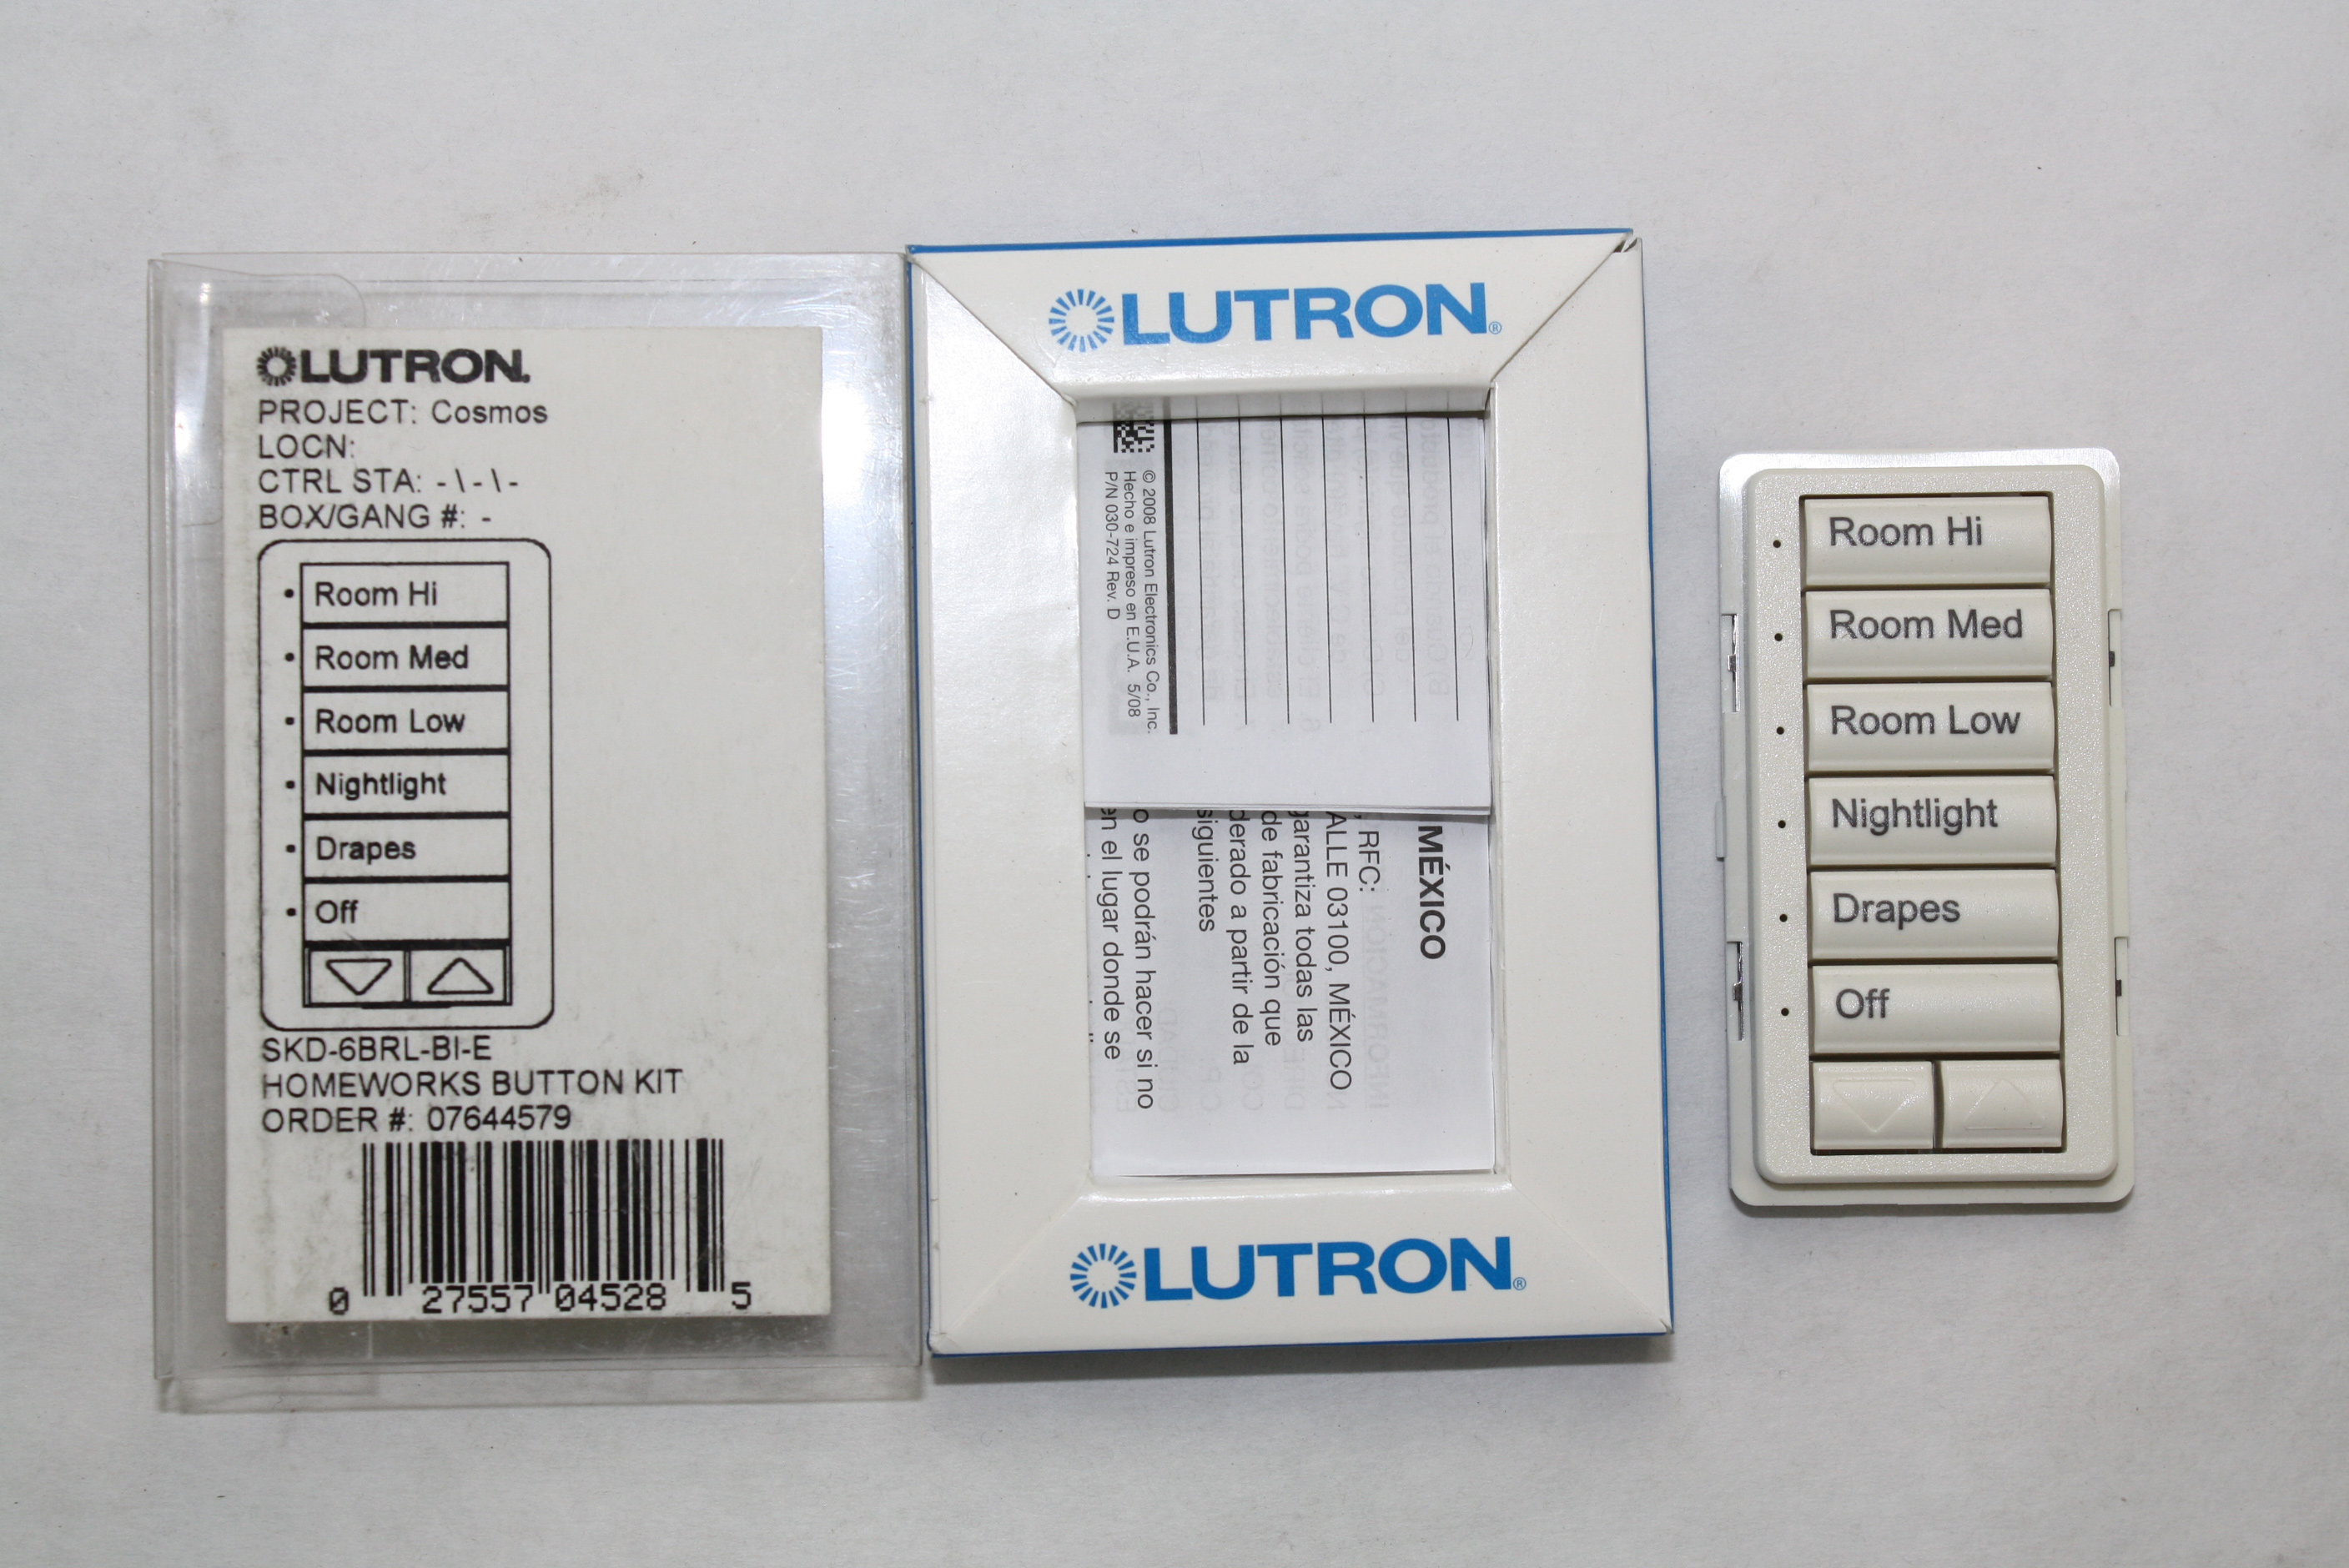 LUTRON.
PROJECT: Cosmos
LOCN:
CTRL STA: -\-\-
BOX/GANG #: -
Room Hi
Room Med
Room Low
Nightlight
Drapes
Off
SKD-6BRL-BI-E
HOMEWORKS BUTTON KIT
ORDER #: 07644579
0 27557 04528 5
LUTRON®
© 2008 Lutron Electronics Co., Inc.
Hecho e impreso en E.U.A. 5/08
P/N 030-724 Rev. D
MÉXICO
, RFC:
ALLE 03100, MÉXICO
garantiza todas las
de fabricación que
derado a partir de la
siguientes
o se podrán hacer si no
en el lugar donde se
LUTRON®
Room Hi
Room Med
Room Low
Nightlight
Drapes
Off